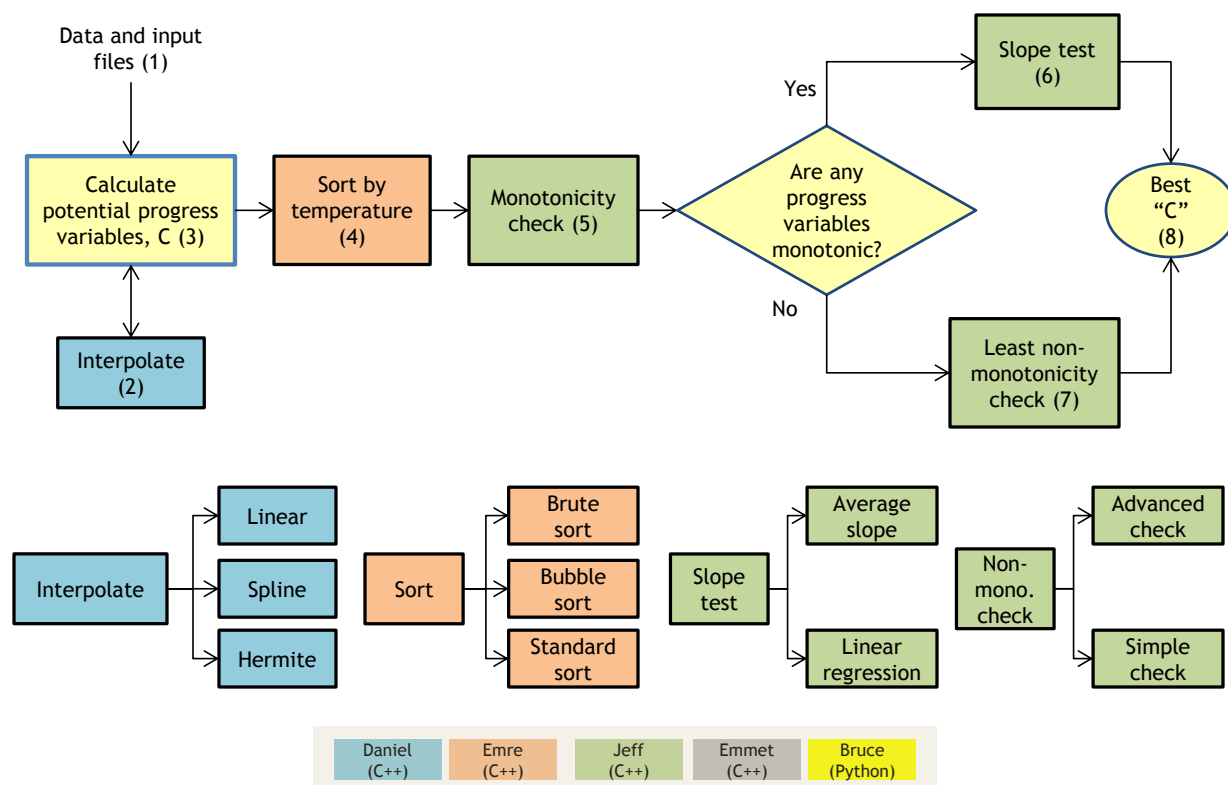 Data and input
files (1)
Calculate
potential progress
variables, C (3)
Interpolate
(2)
Sort by
temperature
(4)
Monotonicity
check (5)
Are any
progress
variables
monotonic?
Yes
No
Slope test
(6)
Least non-
monotonicity
check (7)
Best
“C”
(8)
Interpolate
Linear
Spline
Hermite
Sort
Brute
sort
Bubble
sort
Standard
sort
Slope
test
Average
slope
Linear
regression
Non-
mono.
check
Advanced
check
Simple
check
Daniel
(C++)
Emre
(C++)
Jeff
(C++)
Emmet
(C++)
Bruce
(Python)